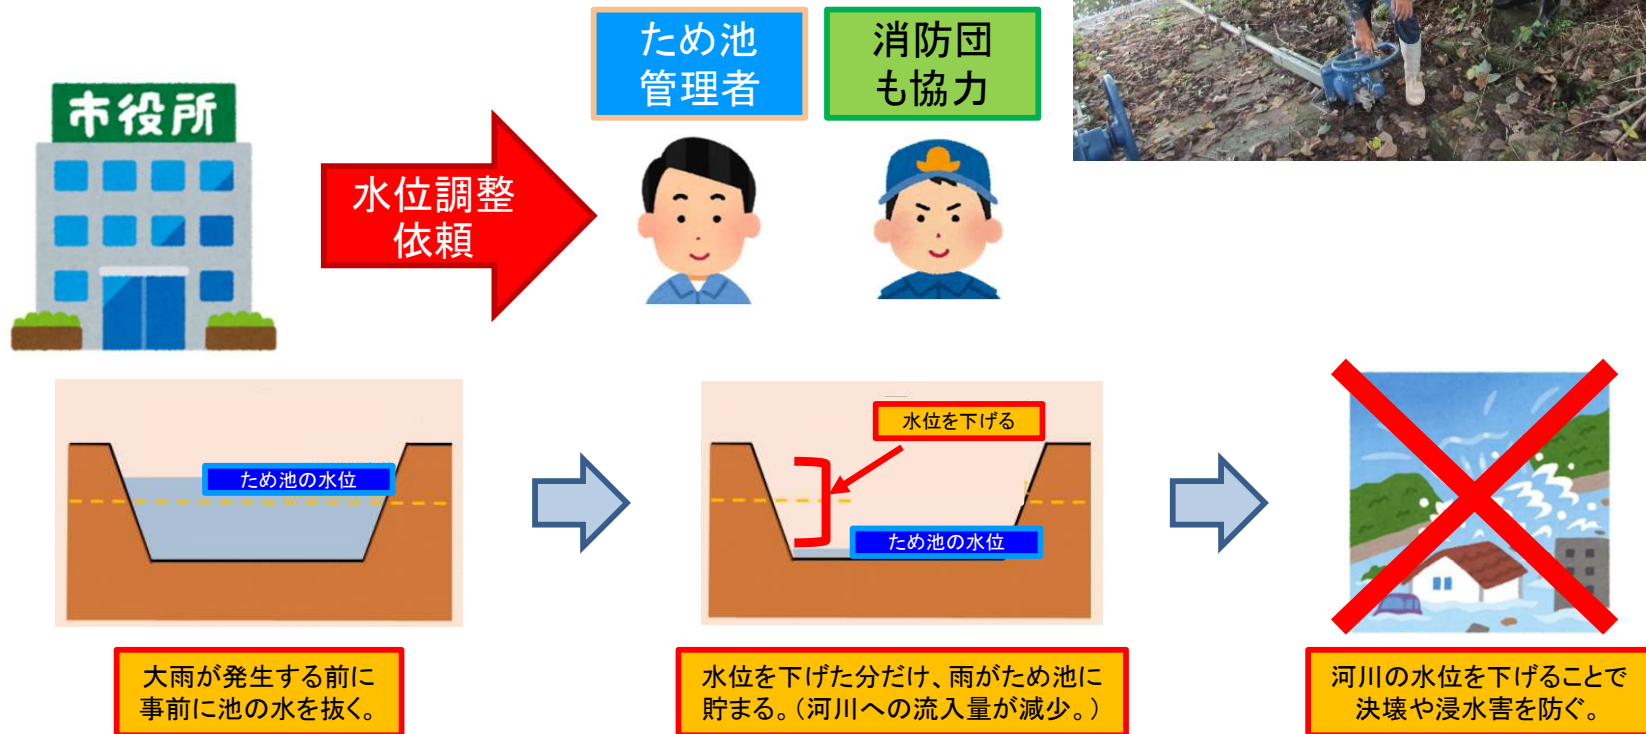 市役所
水位調整
依頼
ため池
管理者
消防団
も協力
ため池の水位
水位を下げる
ため池の水位
大雨が発生する前に
事前に池の水を抜く。
水位を下げた分だけ、雨がため池に
貯まる。（河川への流入量が減少。）
河川の水位を下げることで
決壊や浸水害を防ぐ。